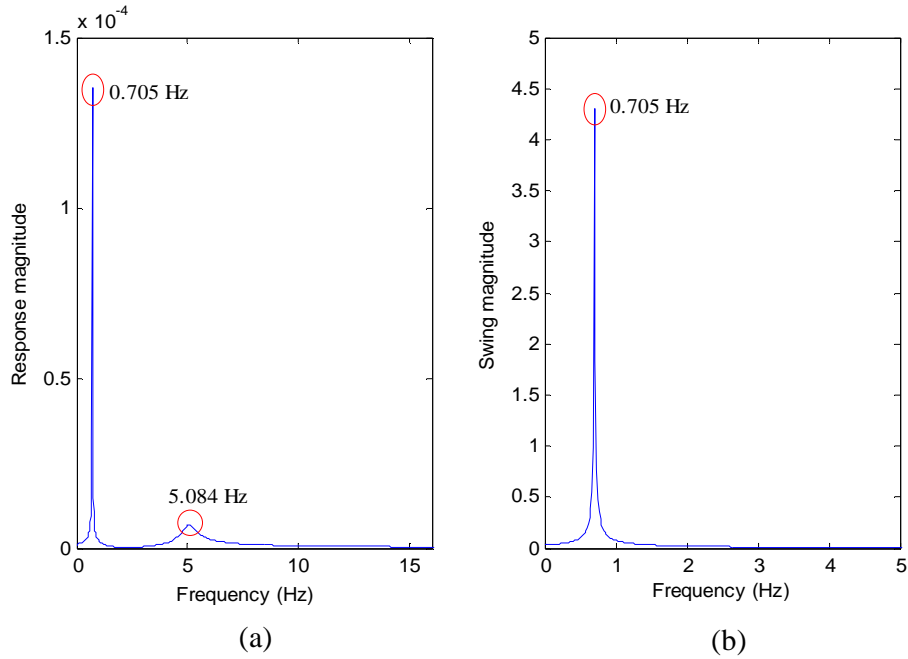 x 10-4
1.5
1
0.5
0
0 5 10 15
Response magnitude
Frequency (Hz)
0.705 Hz
5.084 Hz
(a)
5
4.5
4
3.5
3
2.5
2
1.5
1
0.5
0
0 1 2 3 4 5
Swing magnitude
Frequency (Hz)
0.705 Hz
(b)